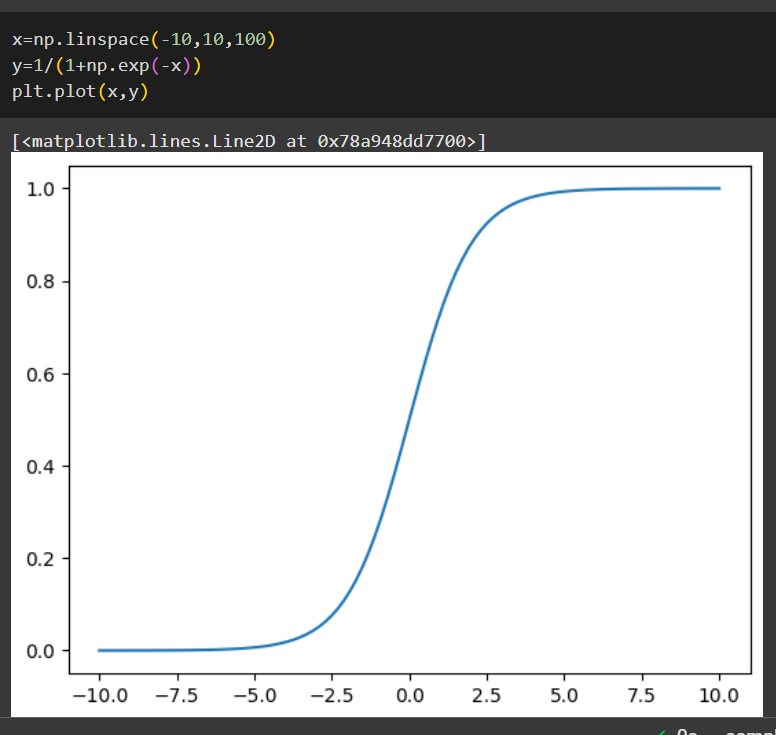 x=np.linspace(-10,10,100)
y=1/(1+np.exp(-x))
plt.plot(x,y)
[<matplotlib.lines.Line2D at 0x78a948dd7700>]
1.0
0.8
0.6
0.4
0.2
0.0
−10.0 −7.5 −5.0 −2.5 0.0 2.5 5.0 7.5 10.0